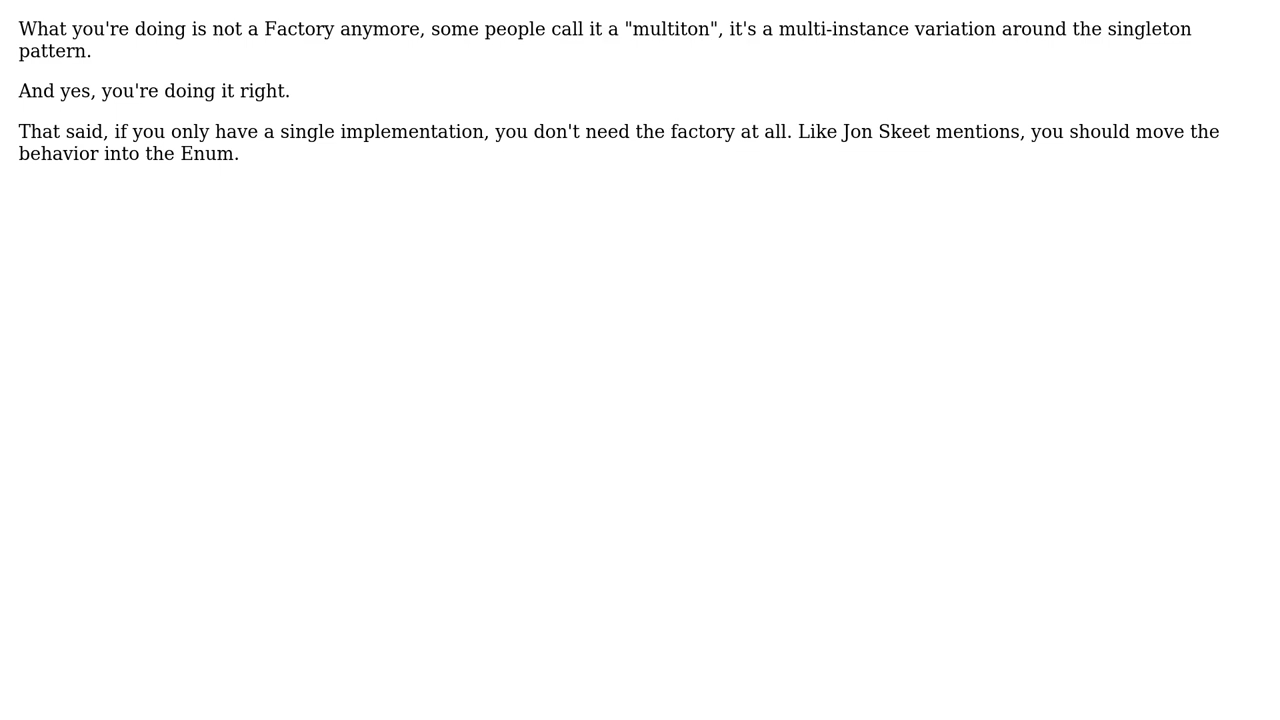 What you're doing is not a Factory anymore, some people call it a "multiton", it's a multi-instance variation around the singleton
pattern.
And yes, you're doing it right.
That said, if you only have a single implementation, you don't need the factory at all. Like Jon Skeet mentions, you should move the
behavior into the Enum.